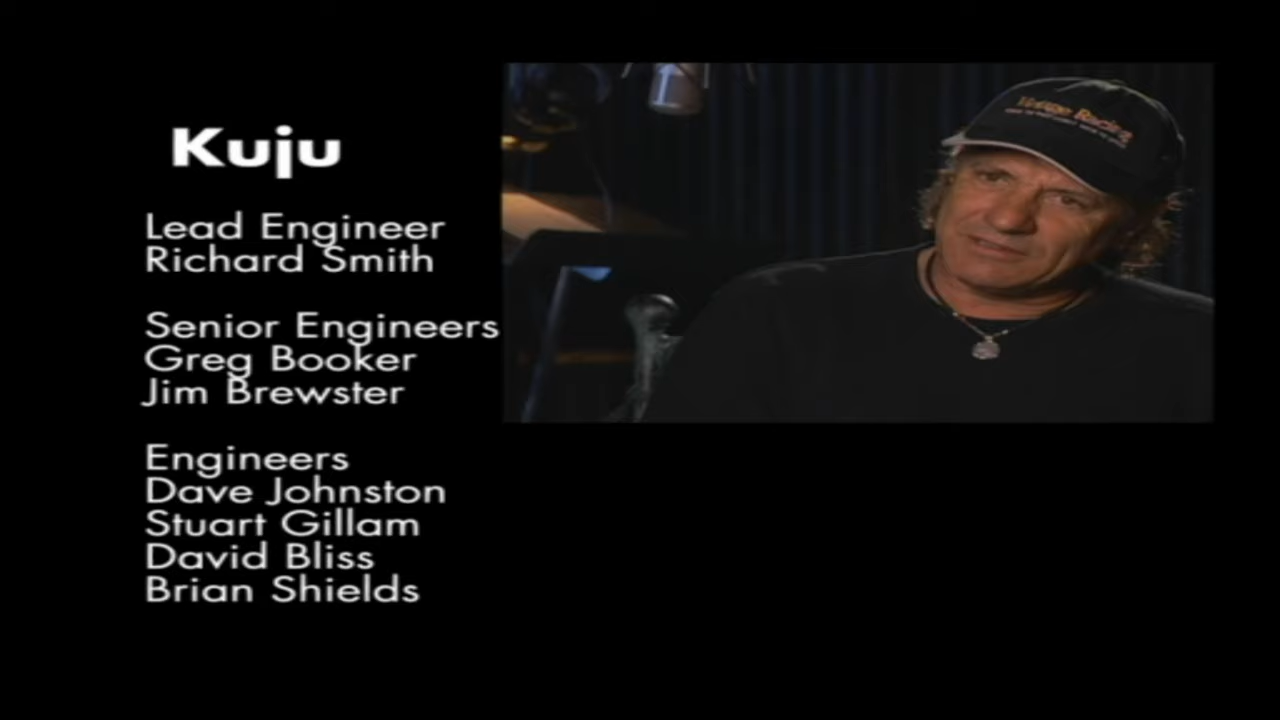 Kuju
Lead Engineer
Richard Smith
Senior Engineers
Greg Booker
Jim Brewster
Engineers
Dave Johnston
Stuart Gillam
David Bliss
Brian Shields
Racing